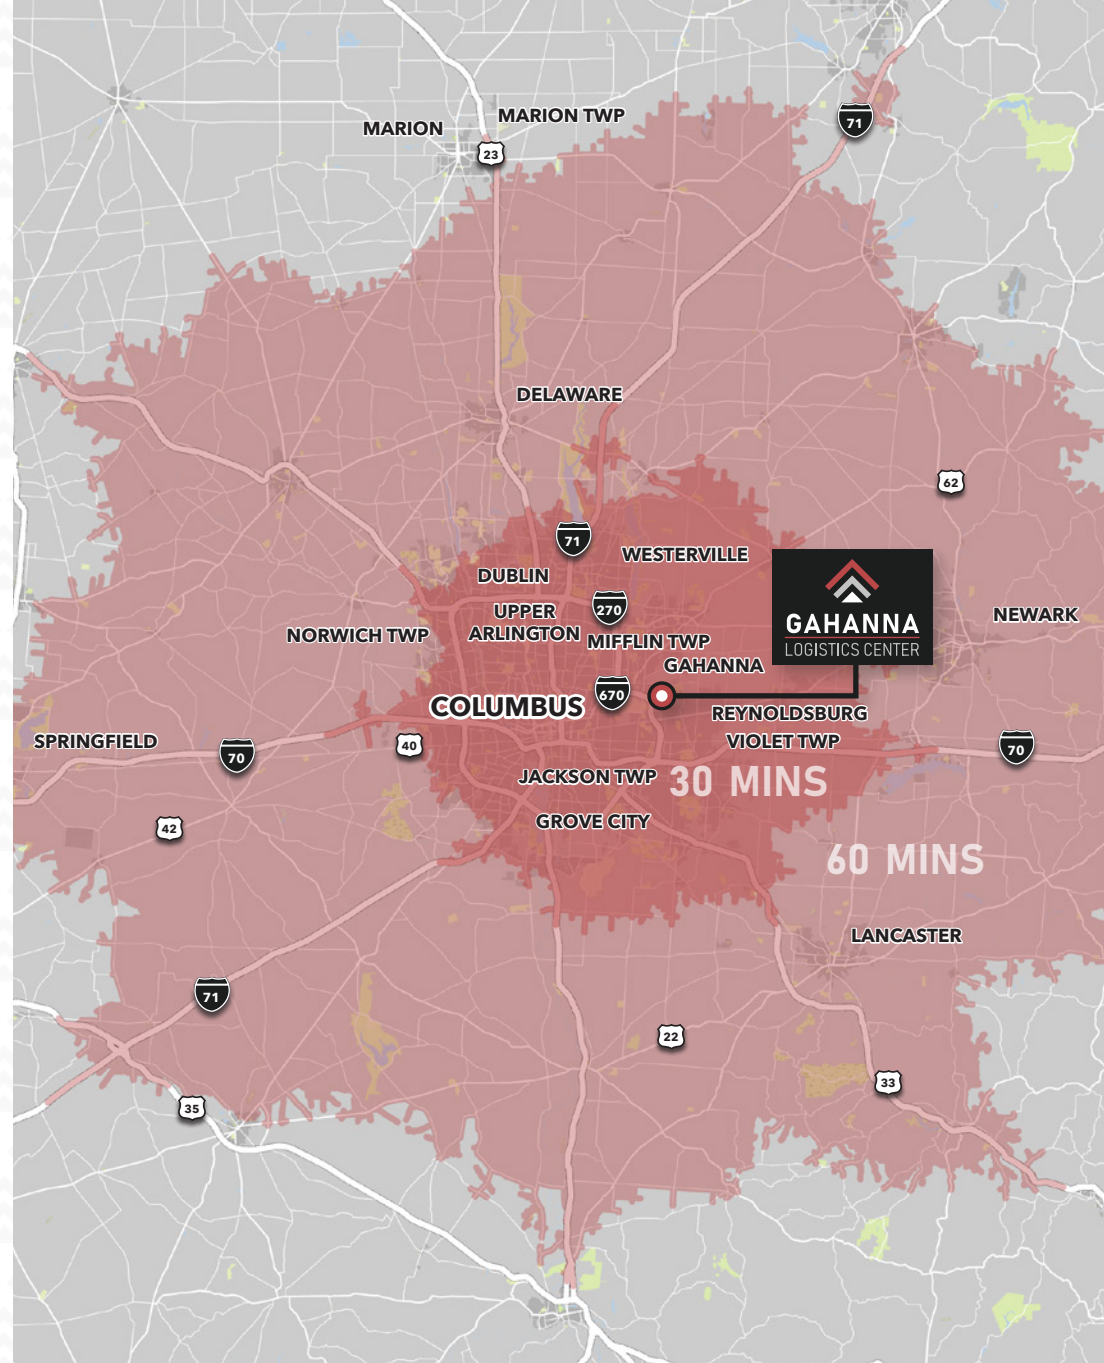 MARION TWP
MARION
71
23
DELAWARE
62
71
WESTERVILLE
DUBLIN
270
UPPER
ARLINGTON
GAHANNA
LOGISTICS CENTER
NEWARK
NORWICH TWP
MIFFLIN TWP
GAHANNA
670
COLUMBUS
REYNOLDSBURG
SPRINGFIELD
70
40
VIOLET TWP
70
JACKSON TWP
30 MINS
GROVE CITY
42
60 MINS
LANCASTER
71
22
33
35